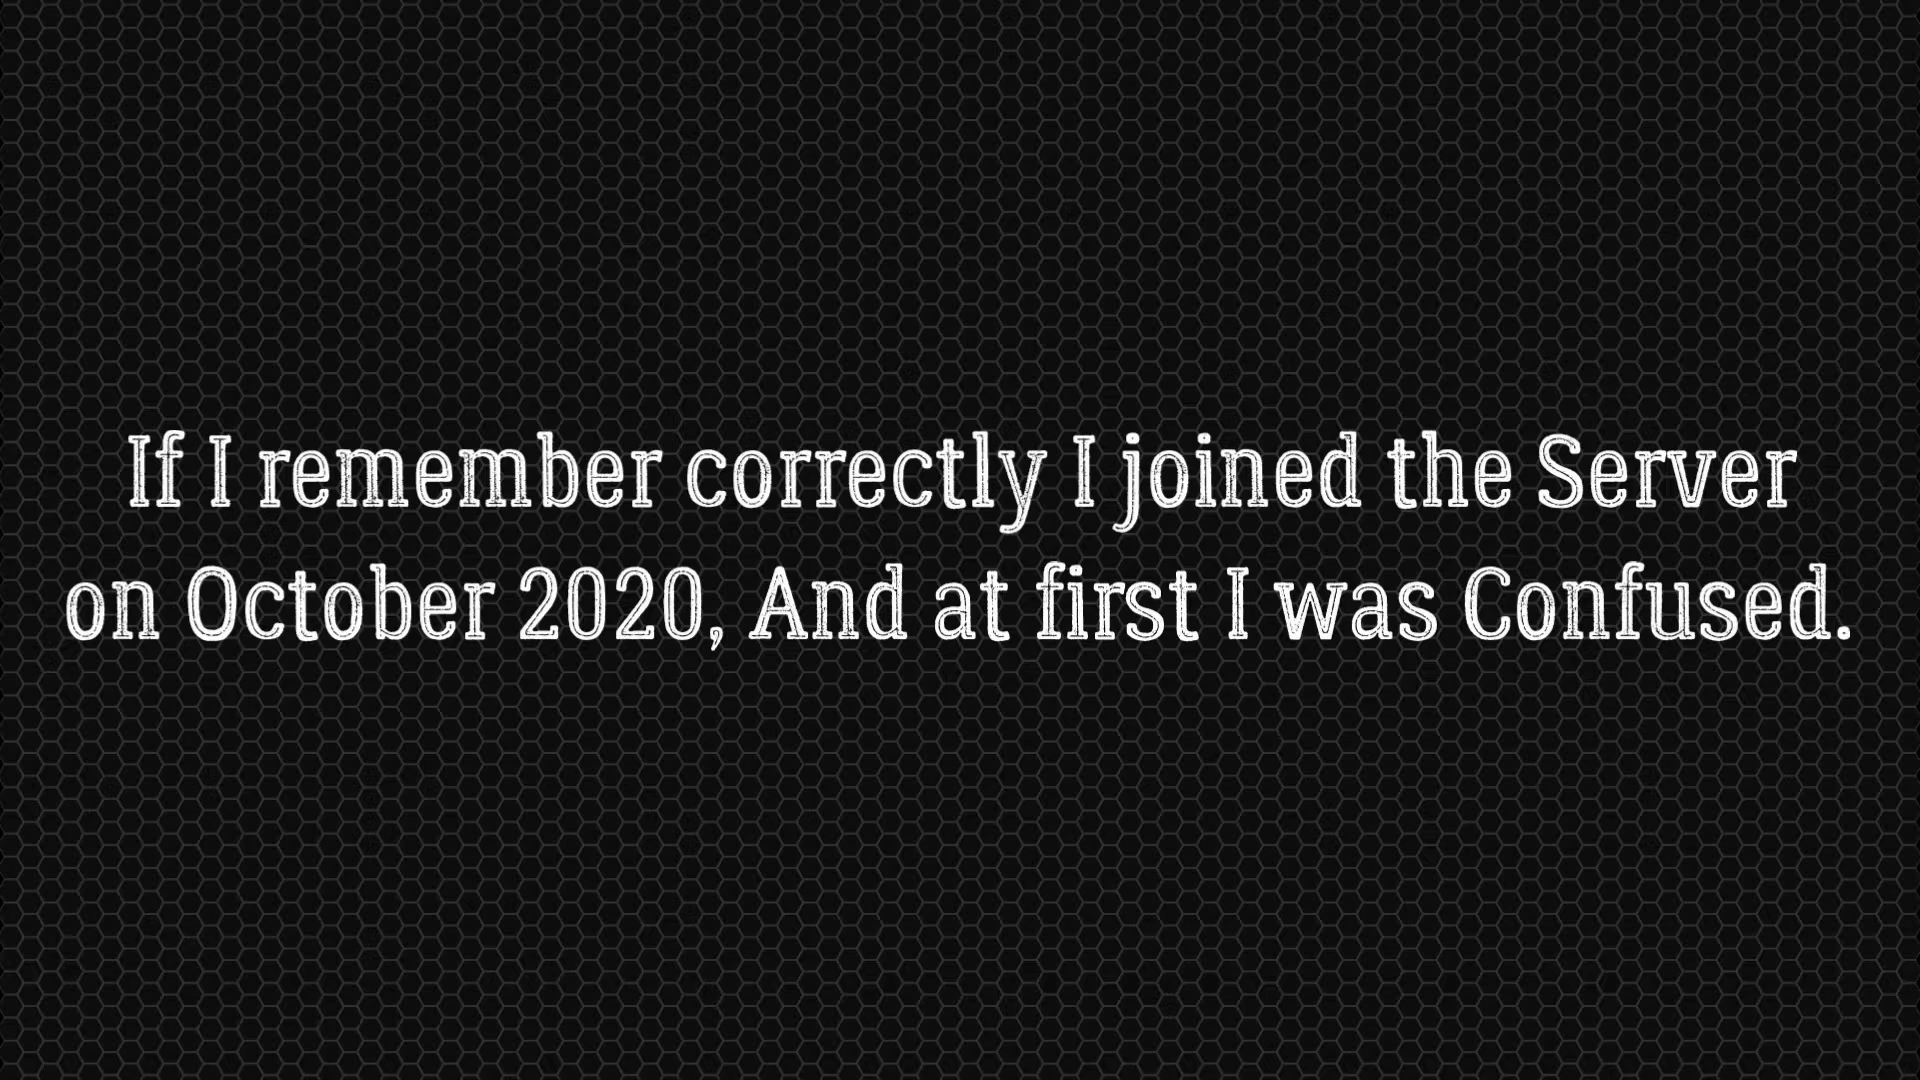 If I remember correctly I joined the Server
on October 2020, And at first I was Confused.